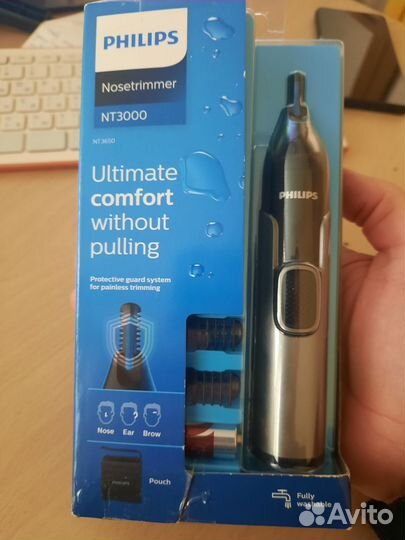 PHILIPS
Nosetrimmer
NT3000
NT3650
Ultimate
comfort
without
pulling
Protective guard system
for painless trimming
Nose Ear Brow
Pouch
PHILIPS
Fully
washable
Avito